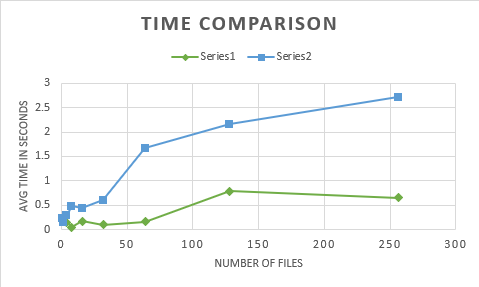 TIME COMPARISON
Series1 Series2
3
2.5
2
1.5
1
0.5
0
0 50 100 150 200 250 300
AVG TIME IN SECONDS
NUMBER OF FILES